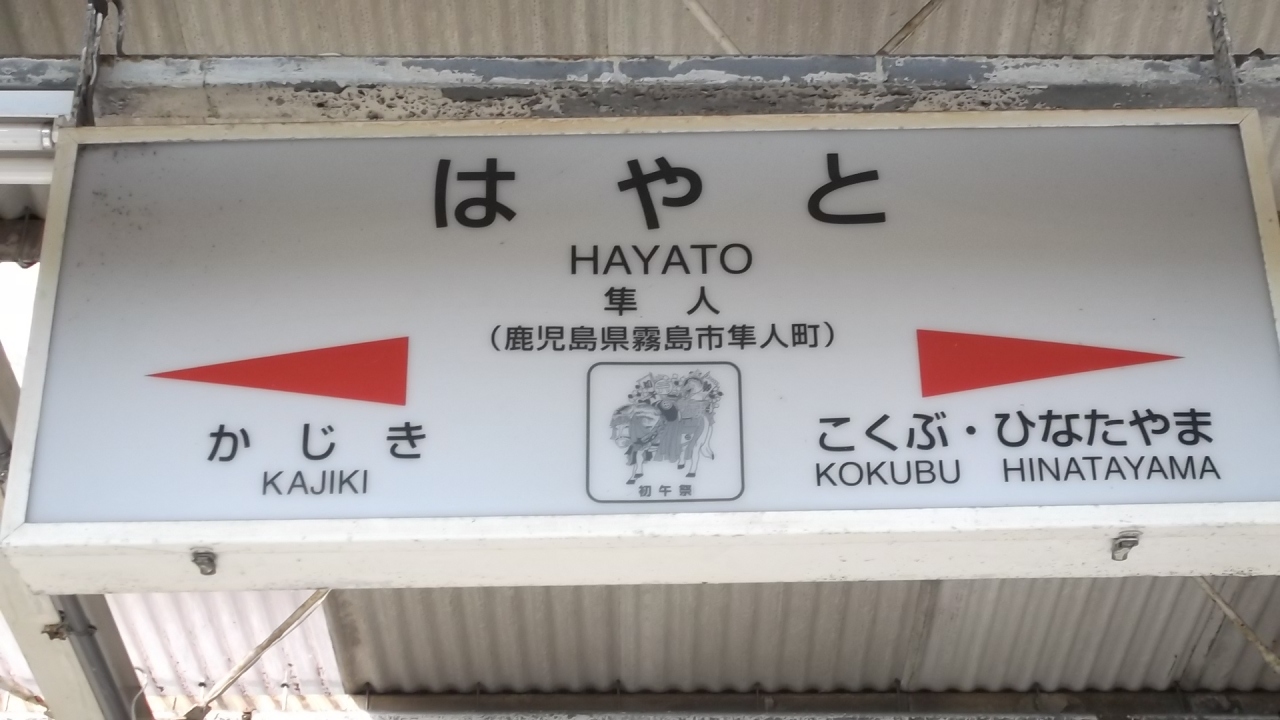 はやと
HAYATO
隼人
（鹿児島県霧島市隼人町）
かじき
KAJIKI
初午祭
こくぶ・ひなたやま
KOKUBU HINATAYAMA